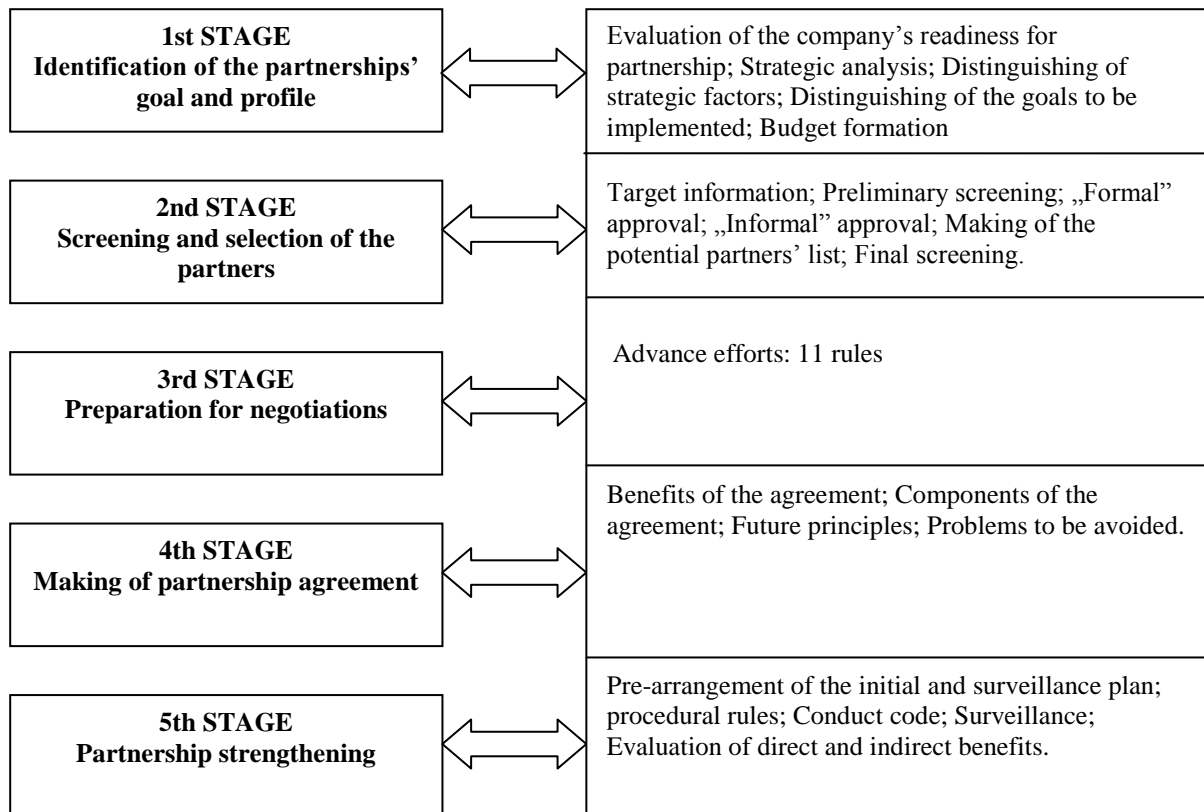 1st STAGE
Identification of the partnerships’
goal and profile
Evaluation of the company’s readiness for
partnership; Strategic analysis; Distinguishing of
strategic factors; Distinguishing of the goals to be
implemented; Budget formation
2nd STAGE
Screening and selection of the
partners
Target information; Preliminary screening; „Formal”
approval; „Informal” approval; Making of the
potential partners’ list; Final screening.
3rd STAGE
Preparation for negotiations
Advance efforts: 11 rules
4th STAGE
Making of partnership agreement
Benefits of the agreement; Components of the
agreement; Future principles; Problems to be avoided.
5th STAGE
Partnership strengthening
Pre-arrangement of the initial and surveillance plan;
procedural rules; Conduct code; Surveillance;
Evaluation of direct and indirect benefits.